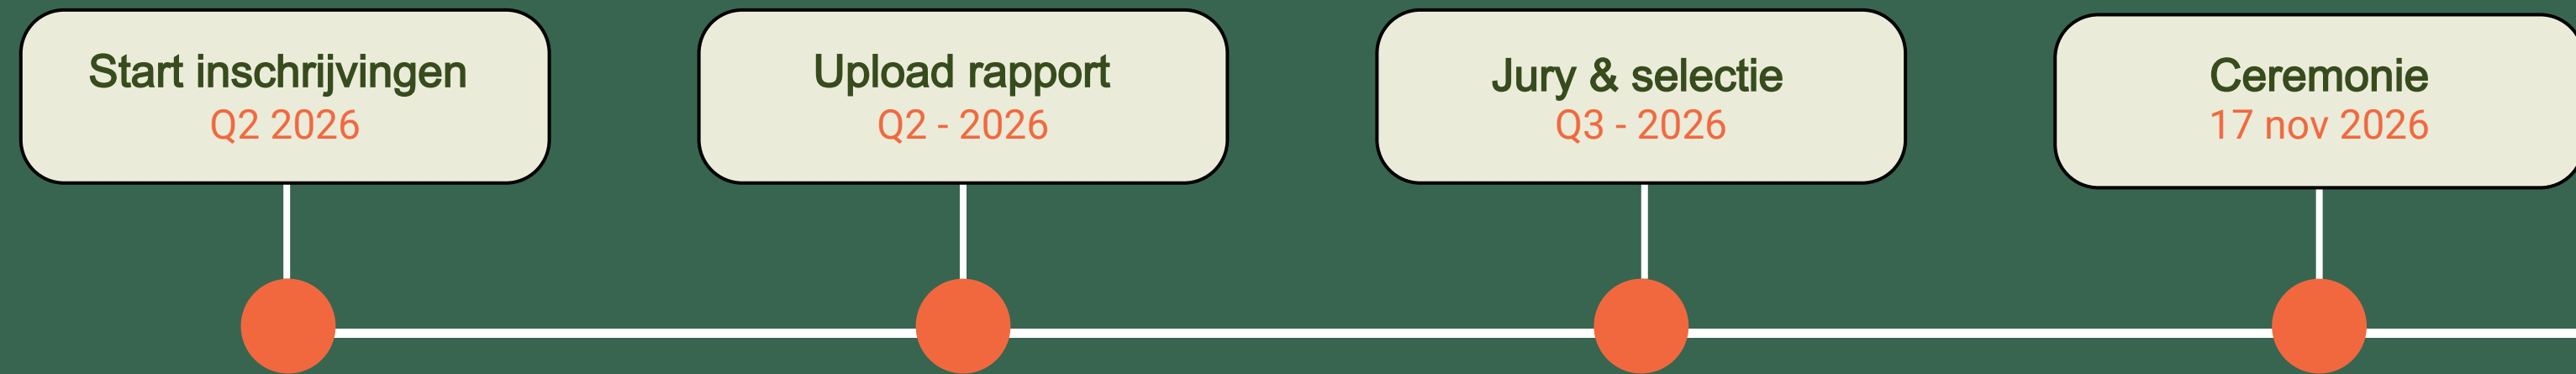 Start inschrijvingen
Q2 2026
Upload rapport
Q2 - 2026
Jury & selectie
Q3 - 2026
Ceremonie
17 nov 2026